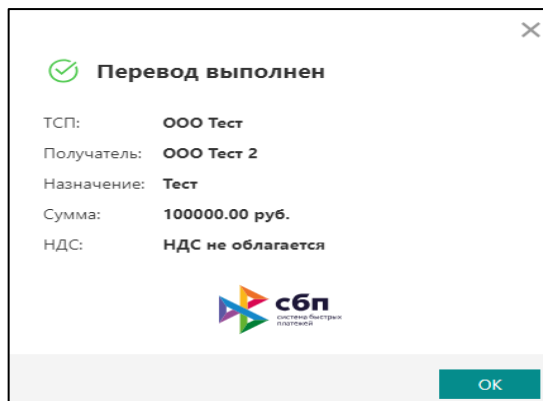 Перевод выполнен
ТСП: ООО Тест
Получатель: ООО Тест 2
Назначение: Тест
Сумма: 100000.00 руб.
НДС: НДС не облагается
сбп
система быстрых
платежей
ОК